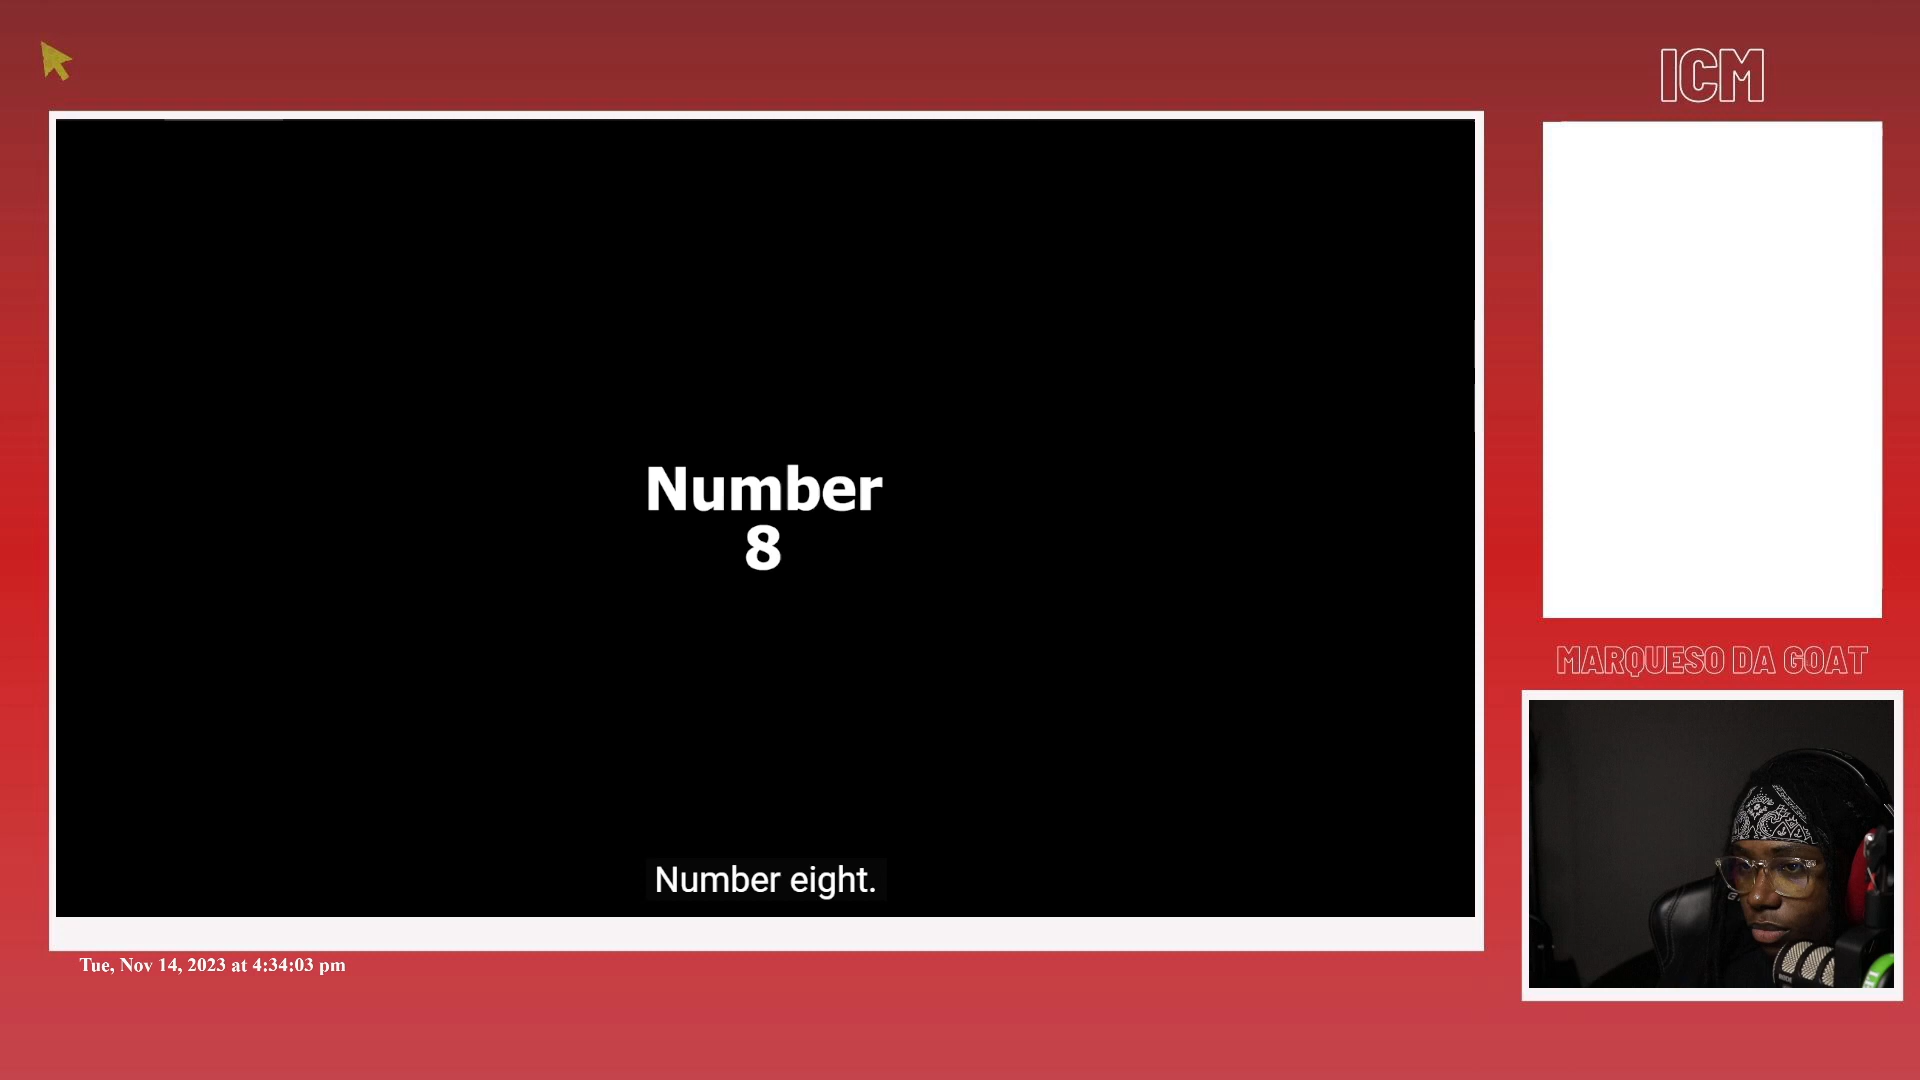 ICM
Number
8
Number eight.
MARQUESO DA GOAT
Tue, Nov 14, 2023 at 4:34:03 pm